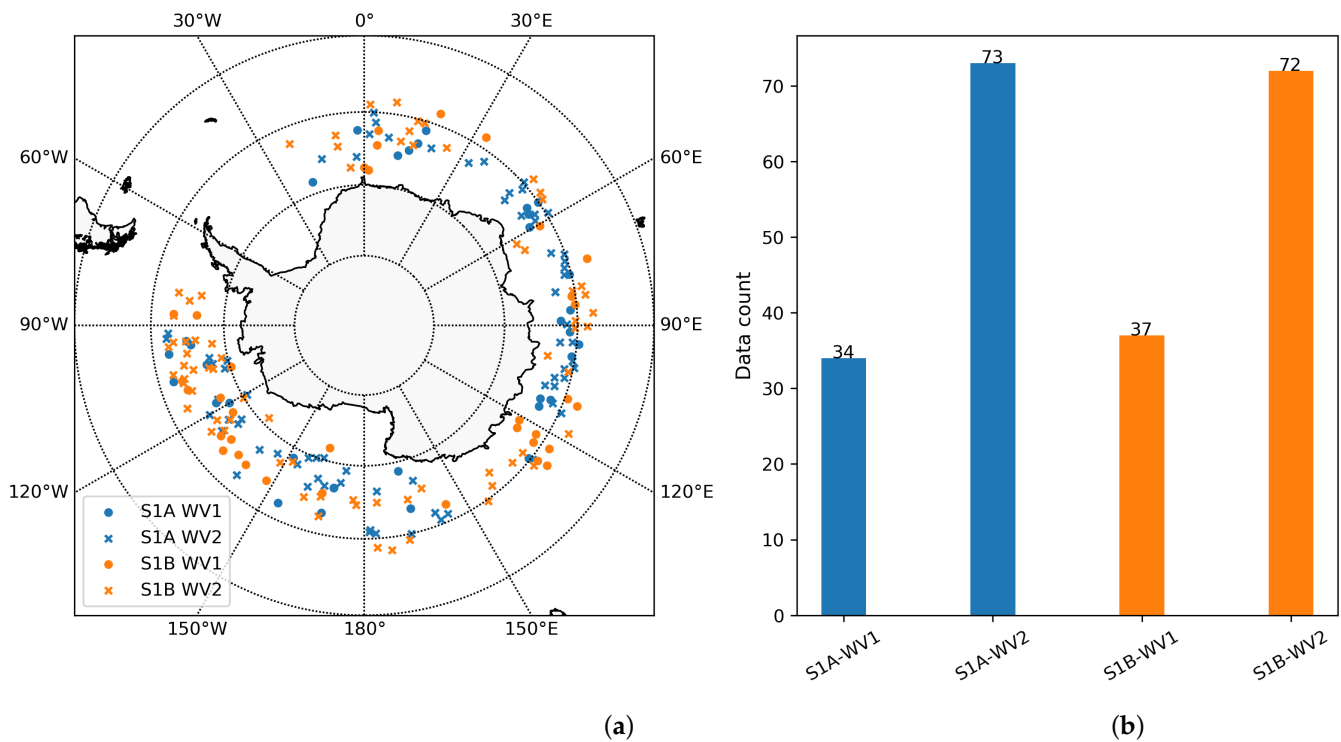 30°W 0° 30°E
60°W 60°E
90°W 90°E
120°W 120°E
150°W 180° 150°E
S1A WV1
S1A WV2
S1B WV1
S1B WV2
(a)
Data count
70
60
50
40
30
20
10
0
34
73
37
72
S1A-WV1
S1A-WV2
S1B-WV1
S1B-WV2
(b)